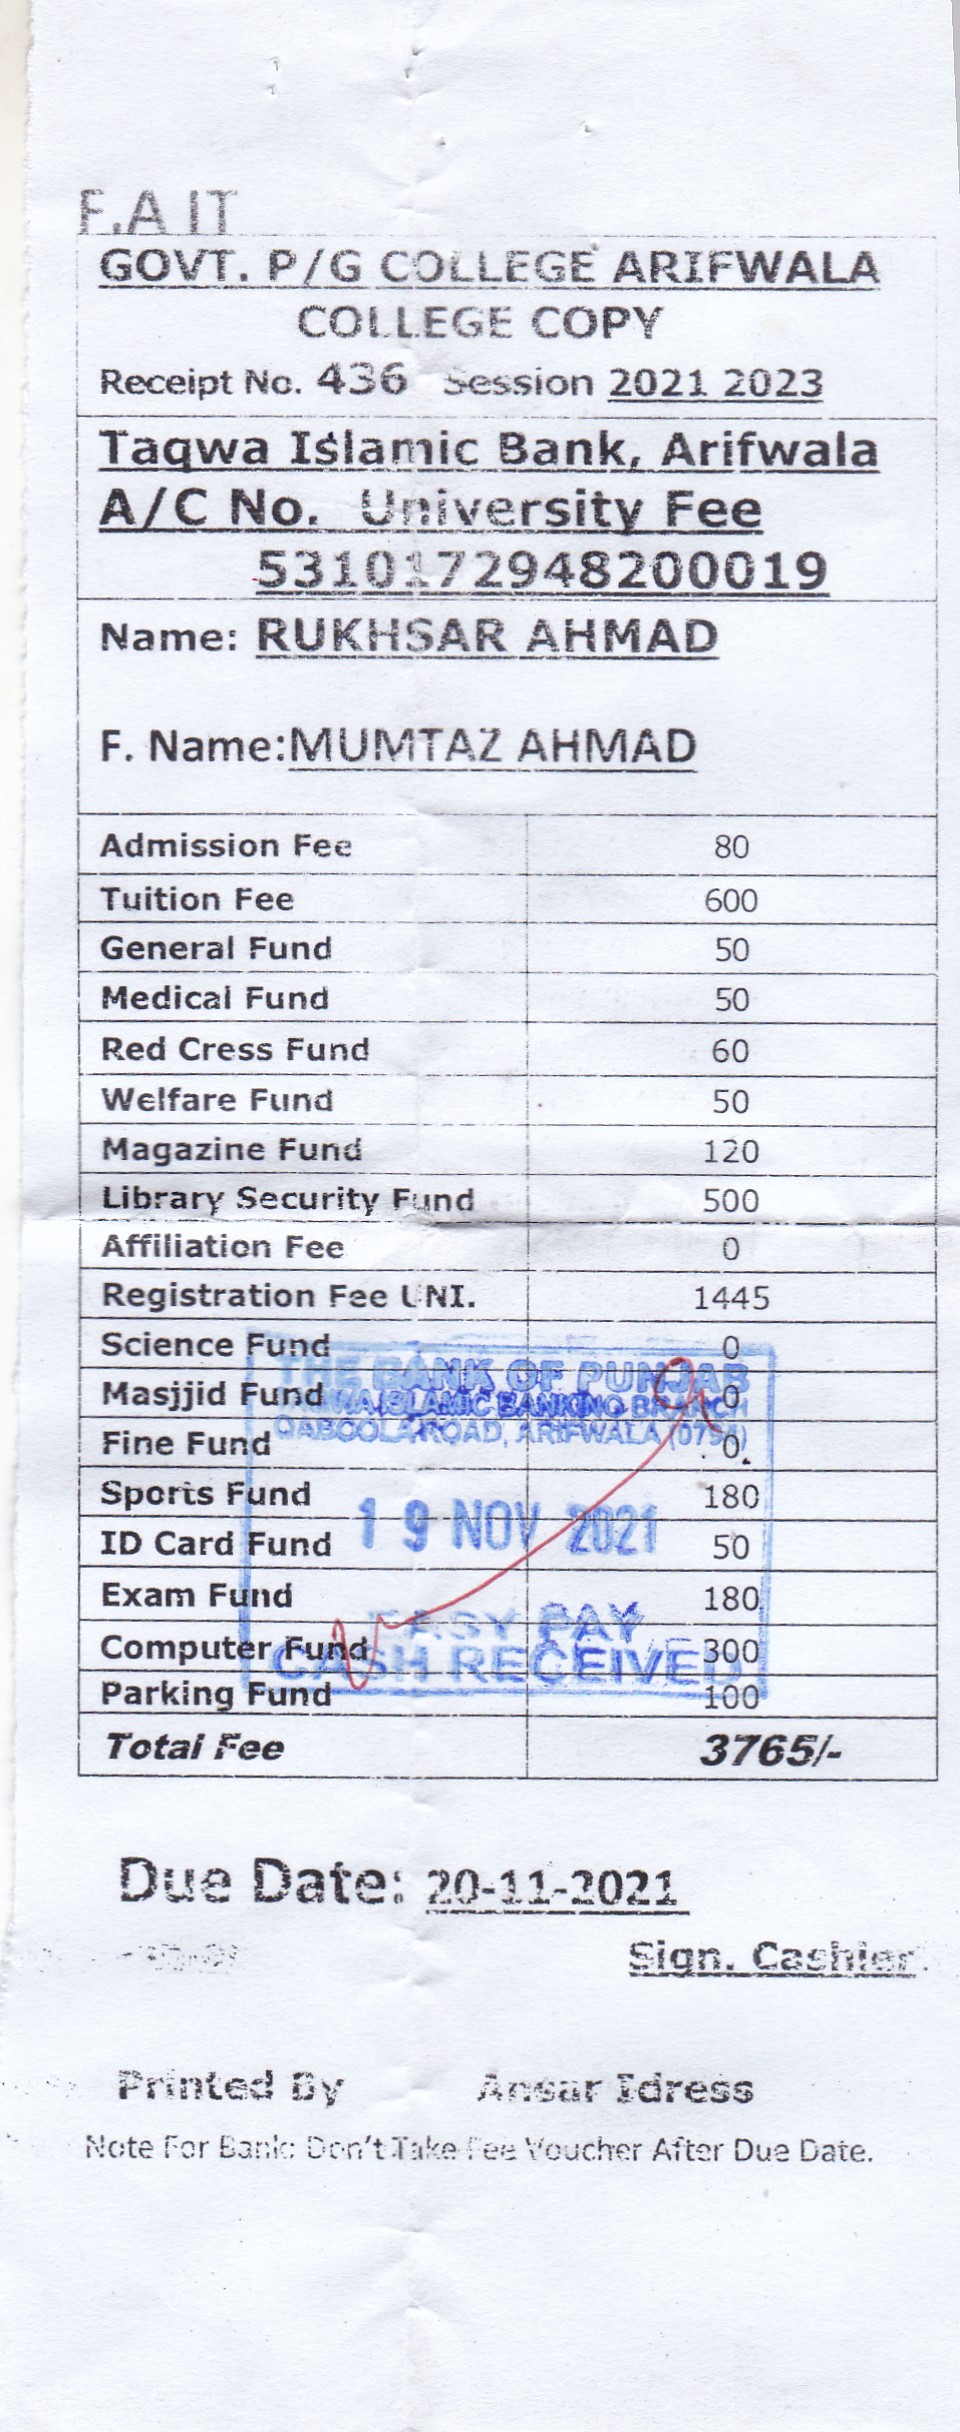 F.A IT
GOVT. P/G COLLEGE ARIFWALA
COLLEGE COPY
Receipt No. 436 Session 2021 2023
Taqwa Islamic Bank, Arifwala
A/C No. University Fee
5310172948200019
Name: RUKHSAR AHMAD
F. Name:MUMTAZ AHMAD
Admission Fee 80
Tuition Fee 600
General Fund 50
Medical Fund 50
Red Cress Fund 60
Welfare Fund 50
Magazine Fund 120
Library Security Fund 500
Affiliation Fee 0
Registration Fee UNI. 1445
Science Fund 0
THE BANK OF PUNJAB
Masjjid Fund 0
ISLAMIC BANKING BRANCH
QABOOLA ROAD, ARIFWALA
Fine Fund 0
Sports Fund 180
19 NOV 2021
ID Card Fund 50
Exam Fund 180
EASY PAY
Computer Fund 300
CASH RECEIVED
Parking Fund 100
Total Fee 3765/-
Due Date: 20-11-2021
Sign. Cashier
Printed By Ansar Idress
Note For Bank: Don't Take Fee Voucher After Due Date.